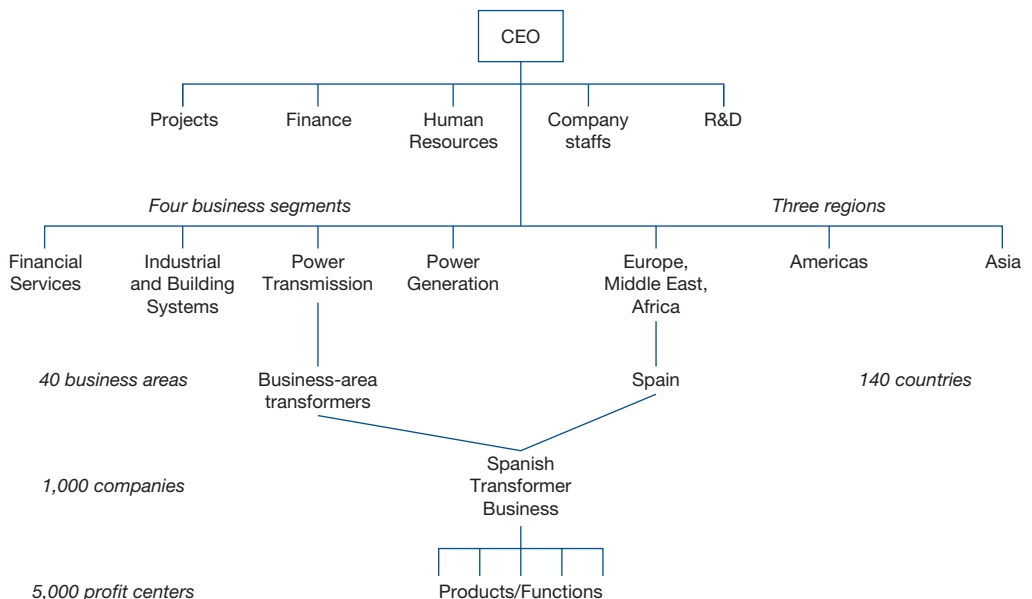 CEO
Projects
Finance
Human
Resources
Company
staffs
R&D
Four business segments
Three regions
Financial
Services
Industrial
and Building
Systems
Power
Transmission
Power
Generation
Europe,
Middle East,
Africa
Americas
Asia
40 business areas
Business-area
transformers
Spain
140 countries
1,000 companies
Spanish
Transformer
Business
5,000 profit centers
Products/Functions